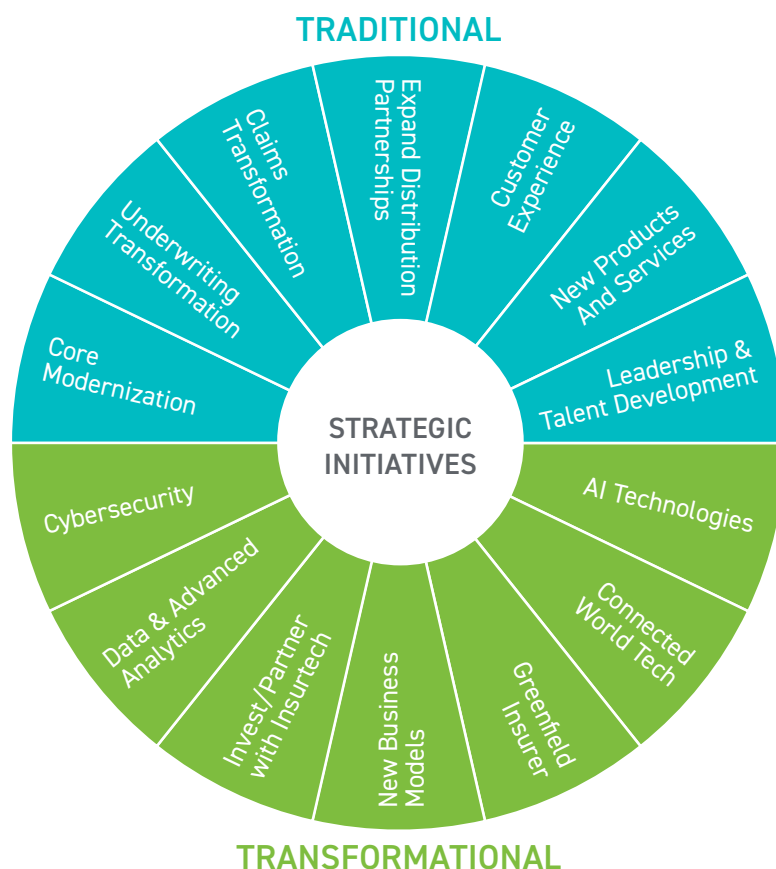 TRADITIONAL
Core
Modernization
Underwriting
Transformation
Claims
Transformation
Expand Distribution
Partnerships
Customer
Experience
New Products
And Services
Leadership &
Talent Development
STRATEGIC
INITIATIVES
Cybersecurity
Data & Advanced
Analytics
Invest/Partner
with Insurtech
New Business
Models
Greenfield
Insurer
Connected
World Tech
AI Technologies
TRANSFORMATIONAL